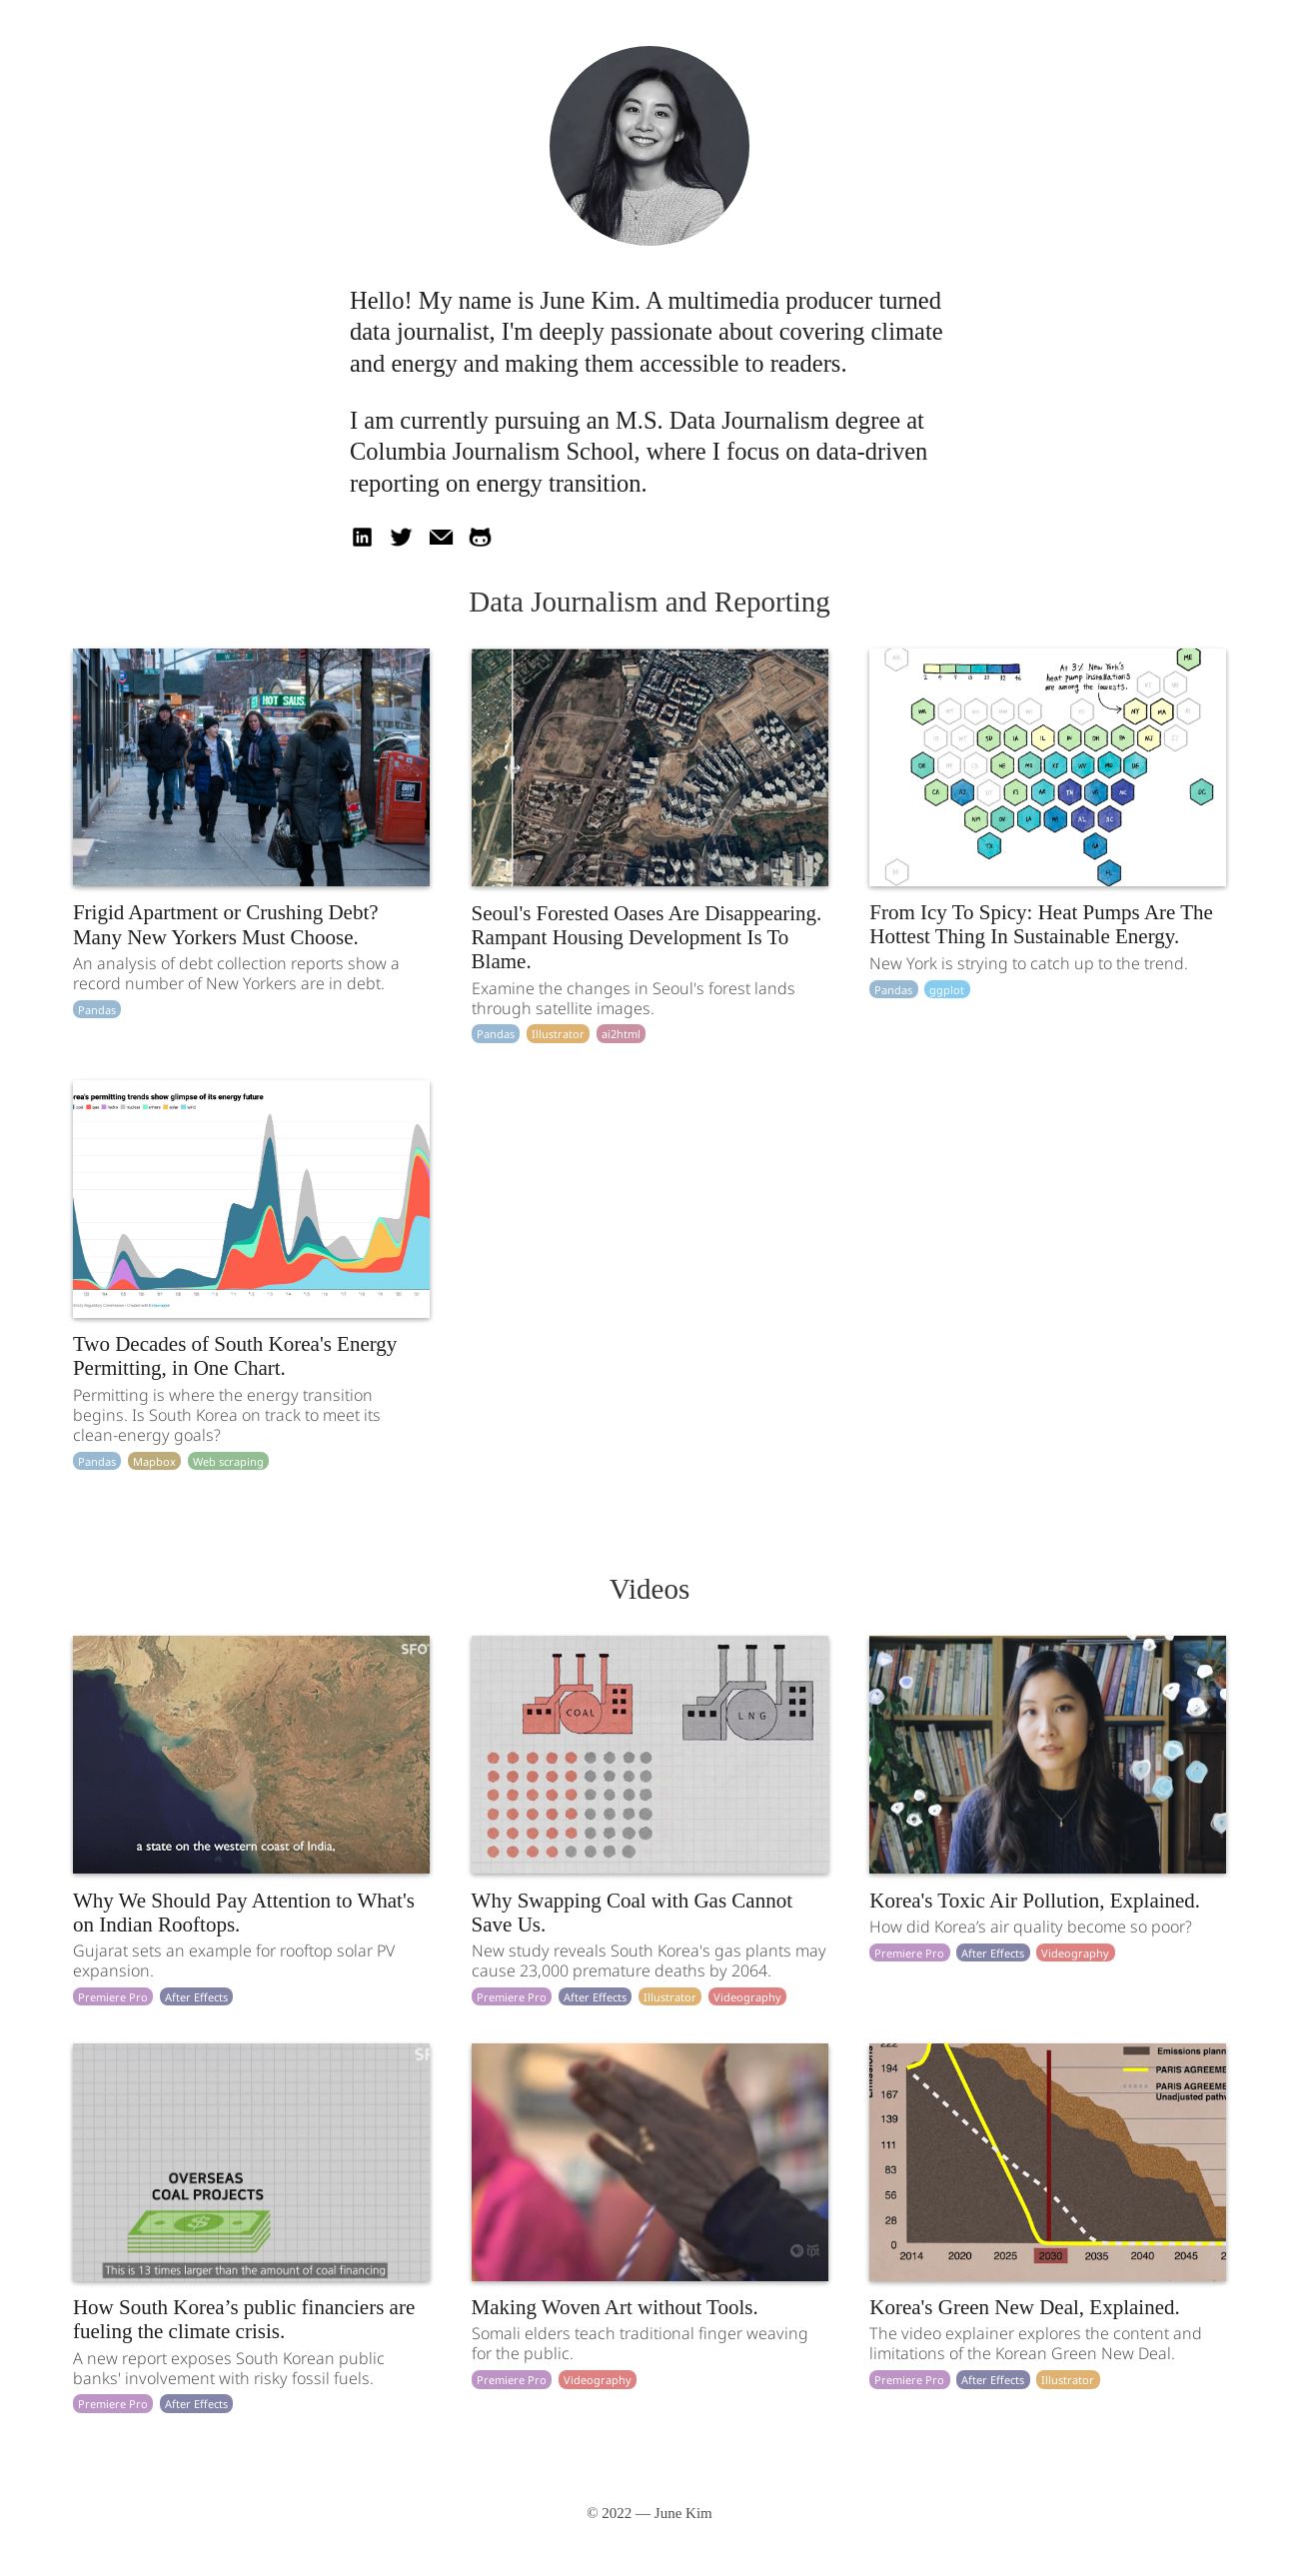 Hello! My name is June Kim. A multimedia producer turned
data journalist, I'm deeply passionate about covering climate
and energy and making them accessible to readers.
I am currently pursuing an M.S. Data Journalism degree at
Columbia Journalism School, where I focus on data-driven
reporting on energy transition.
in
Data Journalism and Reporting
HOT SAUS
ME
At 3% New York's
heat pump installations
are among the lowests.
NY
MA
Frigid Apartment or Crushing Debt?
Many New Yorkers Must Choose.
An analysis of debt collection reports show a
record number of New Yorkers are in debt.
Pandas
Seoul's Forested Oases Are Disappearing.
Rampant Housing Development Is To
Blame.
Examine the changes in Seoul's forest lands
through satellite images.
Pandas Illustrator ai2html
From Icy To Spicy: Heat Pumps Are The
Hottest Thing In Sustainable Energy.
New York is strying to catch up to the trend.
Pandas ggplot
rea's permitting trends show glimpse of its energy future
coal gas hydro nuclear others solar wind
Two Decades of South Korea's Energy
Permitting, in One Chart.
Permitting is where the energy transition
begins. Is South Korea on track to meet its
clean-energy goals?
Pandas Mapbox Web scraping
Videos
SFO
a state on the western coast of India,
COAL
LNG
Why We Should Pay Attention to What's
on Indian Rooftops.
Gujarat sets an example for rooftop solar PV
expansion.
Premiere Pro After Effects
Why Swapping Coal with Gas Cannot
Save Us.
New study reveals South Korea's gas plants may
cause 23,000 premature deaths by 2064.
Premiere Pro After Effects Illustrator Videography
Korea's Toxic Air Pollution, Explained.
How did Korea’s air quality become so poor?
Premiere Pro After Effects Videography
SF
OVERSEAS
COAL PROJECTS
$
This is 13 times larger than the amount of coal financing
tpt
Emissions
222
194
167
139
111
83
56
28
0
2014 2020 2025 2030 2035 2040 2045 2
Emissions plann
PARIS AGREEME
PARIS AGREEME
Unadjusted pathw
How South Korea’s public financiers are
fueling the climate crisis.
A new report exposes South Korean public
banks' involvement with risky fossil fuels.
Premiere Pro After Effects
Making Woven Art without Tools.
Somali elders teach traditional finger weaving
for the public.
Premiere Pro Videography
Korea's Green New Deal, Explained.
The video explainer explores the content and
limitations of the Korean Green New Deal.
Premiere Pro After Effects Illustrator
© 2022 — June Kim